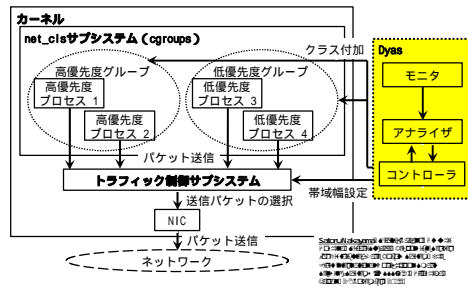 カーネル
net_clsサブシステム（cgroups）
クラス付加
Dyas
高優先度グループ
高優先度
プロセス 1
高優先度
プロセス 2
低優先度グループ
低優先度
プロセス 3
低優先度
プロセス 4
モニタ
アナライザ
コントローラ
パケット送信
トラフィック制御サブシステム
帯域幅設定
送信パケットの選択
NIC
パケット送信
ネットワーク
Satoru Nakayama